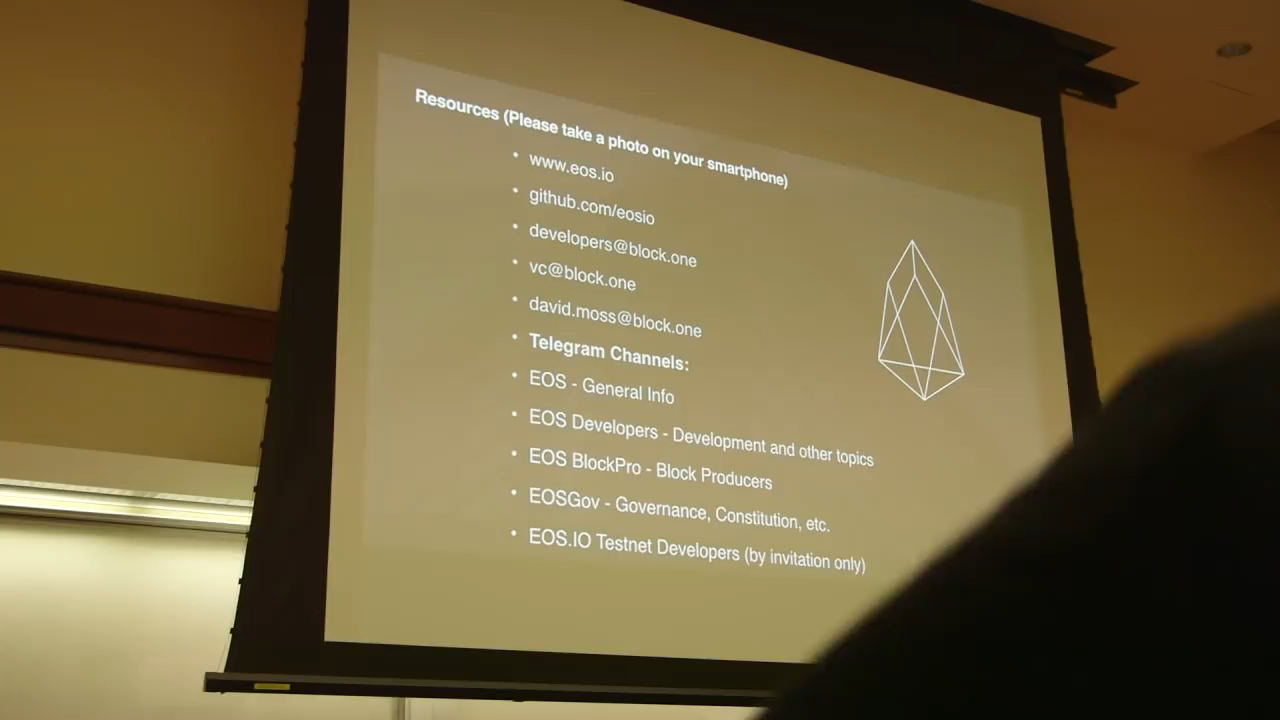 Resources (Please take a photo on your smartphone)
• www.eos.io
• github.com/eosio
• developers@block.one
• vc@block.one
• david.moss@block.one
• Telegram Channels:
• EOS - General Info
• EOS Developers - Development and other topics
• EOS BlockPro - Block Producers
• EOSGov - Governance, Constitution, etc.
• EOS.IO Testnet Developers (by invitation only)